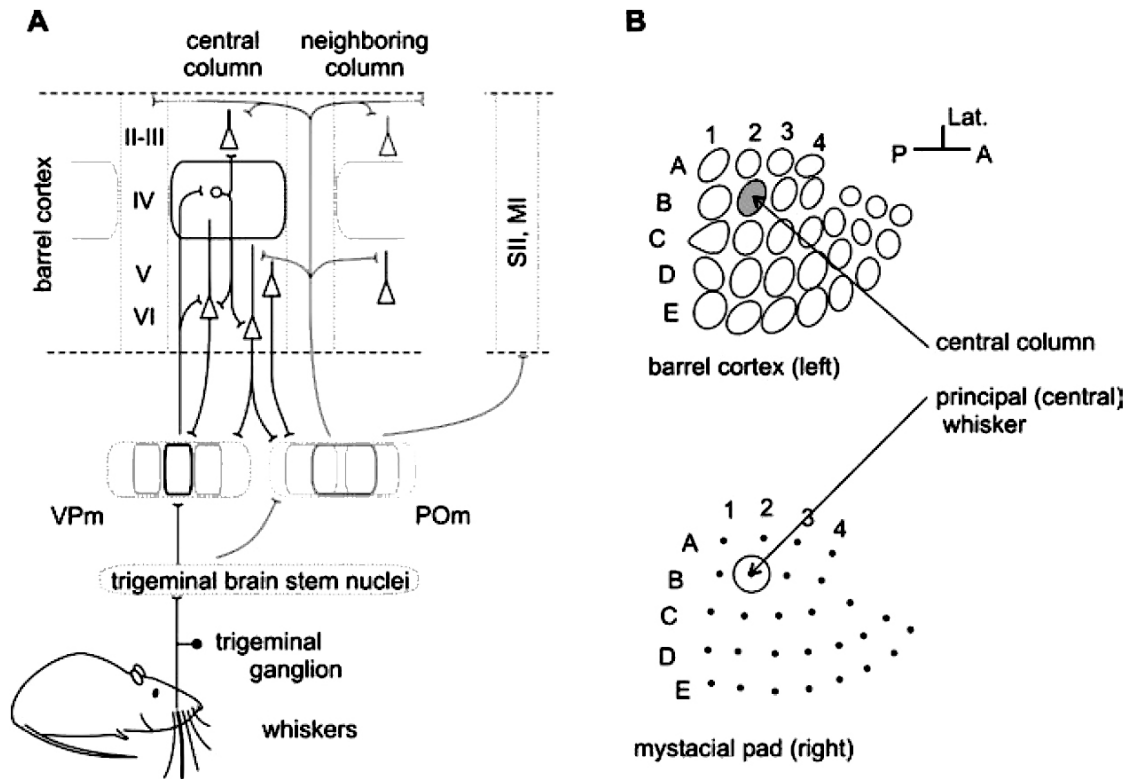 A
central
column
neighboring
column
barrel cortex
II-III
IV
V
VI
SII, MI
VPm
POm
trigeminal brain stem nuclei
trigeminal
ganglion
whiskers
B
1 2 3 4
A
B
C
D
E
Lat.
P A
barrel cortex (left)
central column
principal (central)
whisker
1 2 3 4
A
B
C
D
E
mystacial pad (right)